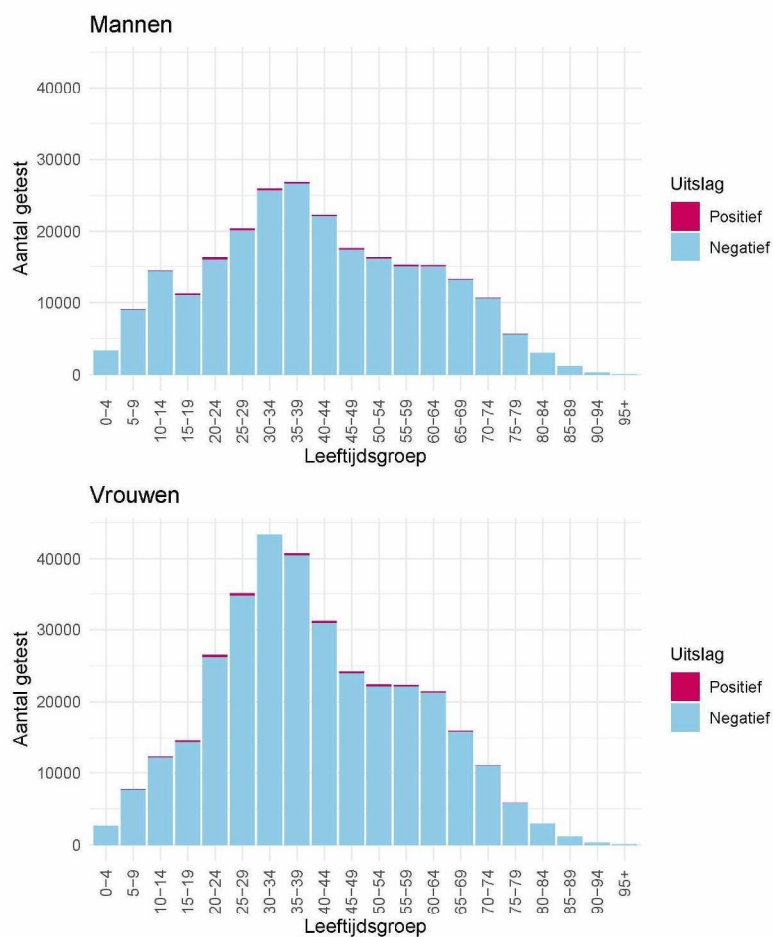 Mannen
Aantal getest
40000
30000
20000
10000
0
0-4 5-9 10-14 15-19 20-24 25-29 30-34 35-39 40-44 45-49 50-54 55-59 60-64 65-69 70-74 75-79 80-84 85-89 90-94 95+
Leeftijdsgroep
Uitslag
Positief
Negatief
Vrouwen
Aantal getest
40000
30000
20000
10000
0
0-4 5-9 10-14 15-19 20-24 25-29 30-34 35-39 40-44 45-49 50-54 55-59 60-64 65-69 70-74 75-79 80-84 85-89 90-94 95+
Leeftijdsgroep
Uitslag
Positief
Negatief